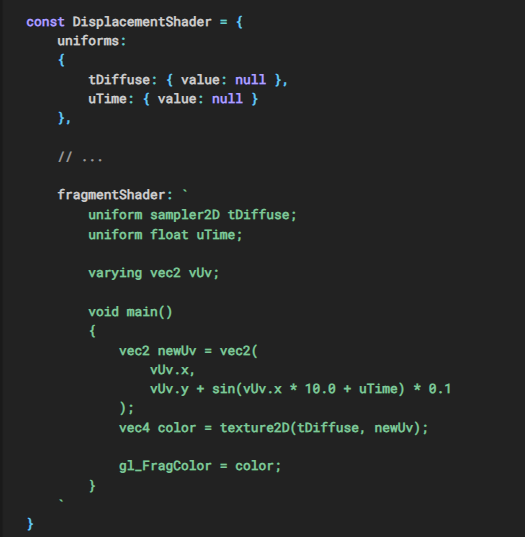 const DisplacementShader = {
uniforms:
{
tDiffuse: { value: null },
uTime: { value: null }
},
// ...
fragmentShader: `
uniform sampler2D tDiffuse;
uniform float uTime;
varying vec2 vUv;
void main()
{
vec2 newUv = vec2(
vUv.x,
vUv.y + sin(vUv.x * 10.0 + uTime) * 0.1
);
vec4 color = texture2D(tDiffuse, newUv);
gl_FragColor = color;
}
`
}